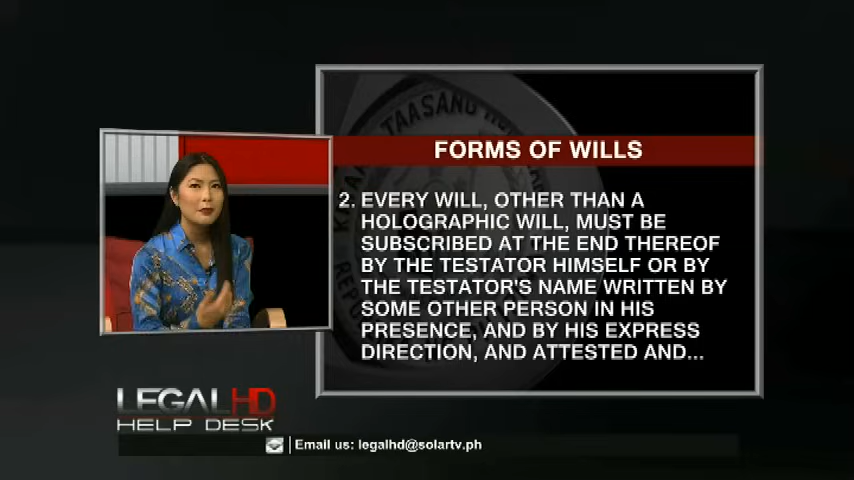 FORMS OF WILLS
2. EVERY WILL, OTHER THAN A
HOLOGRAPHIC WILL, MUST BE
SUBSCRIBED AT THE END THEREOF
BY THE TESTATOR HIMSELF OR BY
THE TESTATOR'S NAME WRITTEN BY
SOME OTHER PERSON IN HIS
PRESENCE, AND BY HIS EXPRESS
DIRECTION, AND ATTESTED AND...
LEGALHD
HELP DESK
Email us: legalhd@solartv.ph